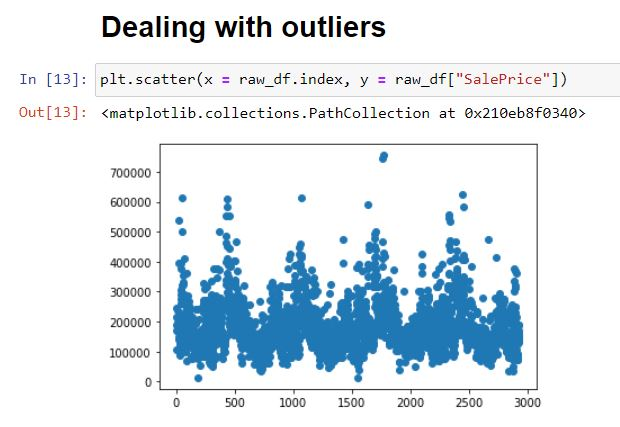 Dealing with outliers
In [13]: plt.scatter(x = raw_df.index, y = raw_df["SalePrice"])
Out[13]: <matplotlib.collections.PathCollection at 0x210eb8f0340>
700000
600000
500000
400000
300000
200000
100000
0
0 500 1000 1500 2000 2500 3000